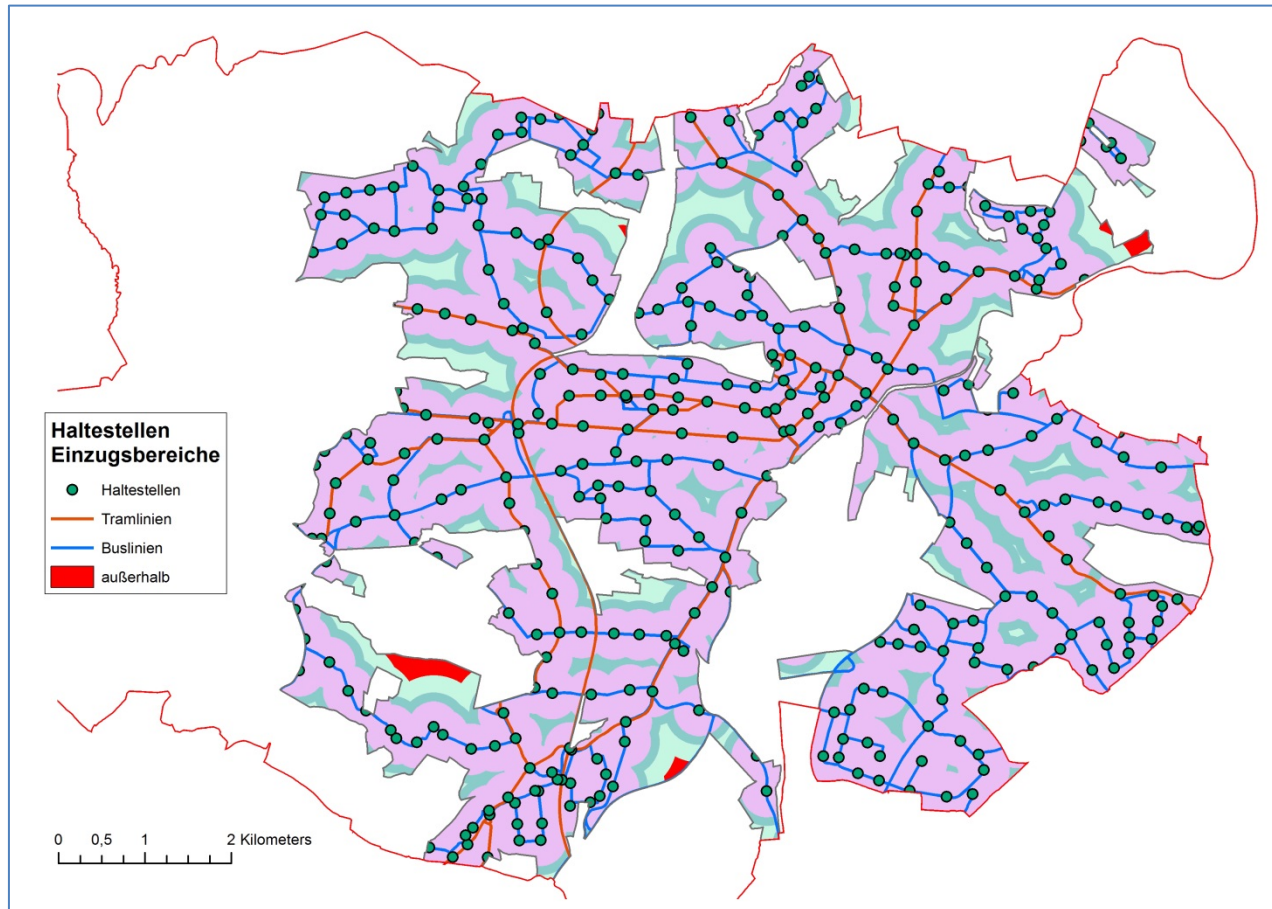 Haltestellen
Einzugsbereiche
Haltestellen
Tramlinien
Buslinien
außerhalb
0 0,5 1 2 Kilometers